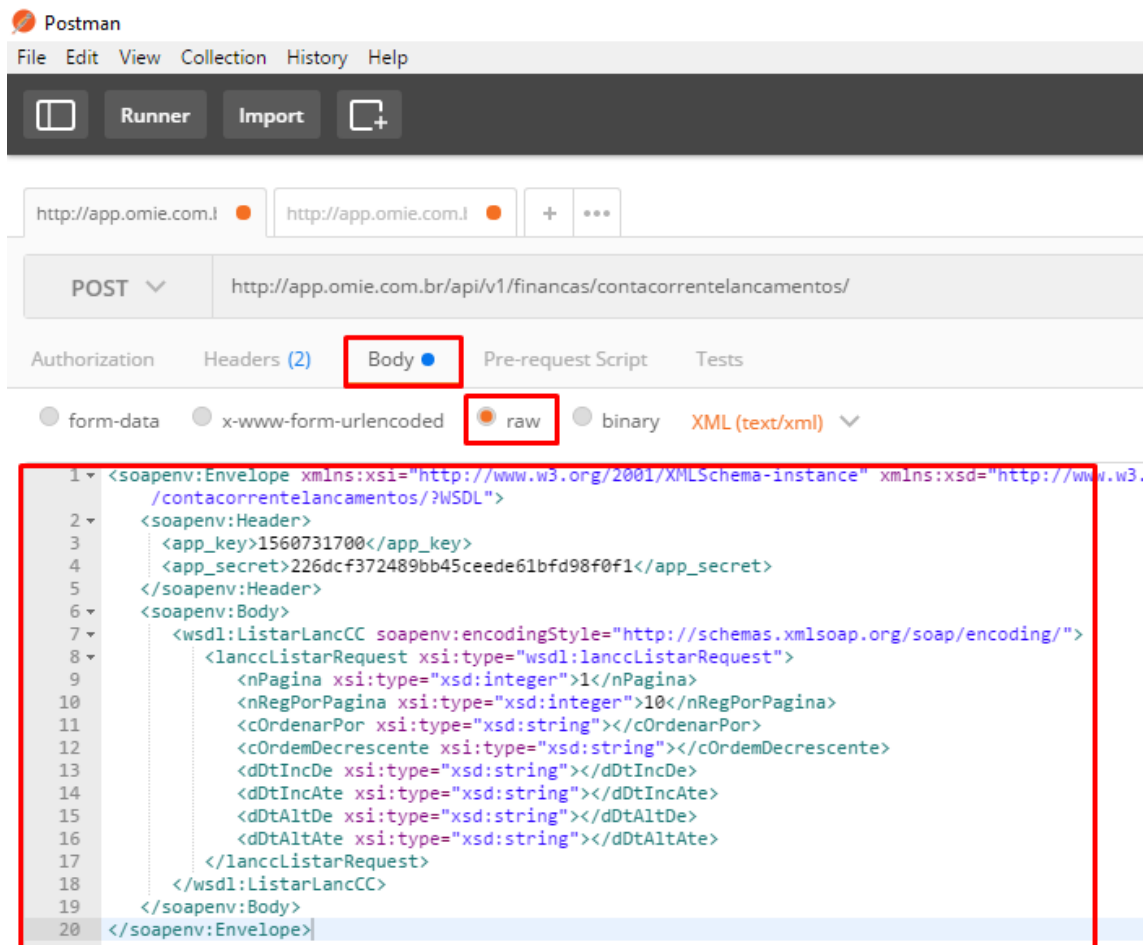 Postman
File Edit View Collection History Help
Runner Import
http://app.omie.com.b http://app.omie.com.b + •••
POST http://app.omie.com.br/api/v1/financas/contacorrentelancamentos/
Authorization Headers (2) Body Pre-request Script Tests
form-data x-www-form-urlencoded raw binary XML (text/xml)
1 <soapenv:Envelope xmlns:xsi="http://www.w3.org/2001/XMLSchema-instance" xmlns:xsd="http://www.w3.
/contacorrentelancamentos/?WSDL">
2 <soapenv:Header>
3 <app_key>1560731700</app_key>
4 <app_secret>226dcf372489bb45ceede61bfd98f0f1</app_secret>
5 </soapenv:Header>
6 <soapenv:Body>
7 <wsdl:ListarLancCC soapenv:encodingStyle="http://schemas.xmlsoap.org/soap/encoding/">
8 <lanccListarRequest xsi:type="wsdl:lanccListarRequest">
9 <nPagina xsi:type="xsd:integer">1</nPagina>
10 <nRegPorPagina xsi:type="xsd:integer">10</nRegPorPagina>
11 <cOrdenarPor xsi:type="xsd:string"></cOrdenarPor>
12 <cOrdemDecrescente xsi:type="xsd:string"></cOrdemDecrescente>
13 <dDtIncDe xsi:type="xsd:string"></dDtIncDe>
14 <dDtIncAte xsi:type="xsd:string"></dDtIncAte>
15 <dDtAltDe xsi:type="xsd:string"></dDtAltDe>
16 <dDtAltAte xsi:type="xsd:string"></dDtAltAte>
17 </lanccListarRequest>
18 </wsdl:ListarLancCC>
19 </soapenv:Body>
20 </soapenv:Envelope>